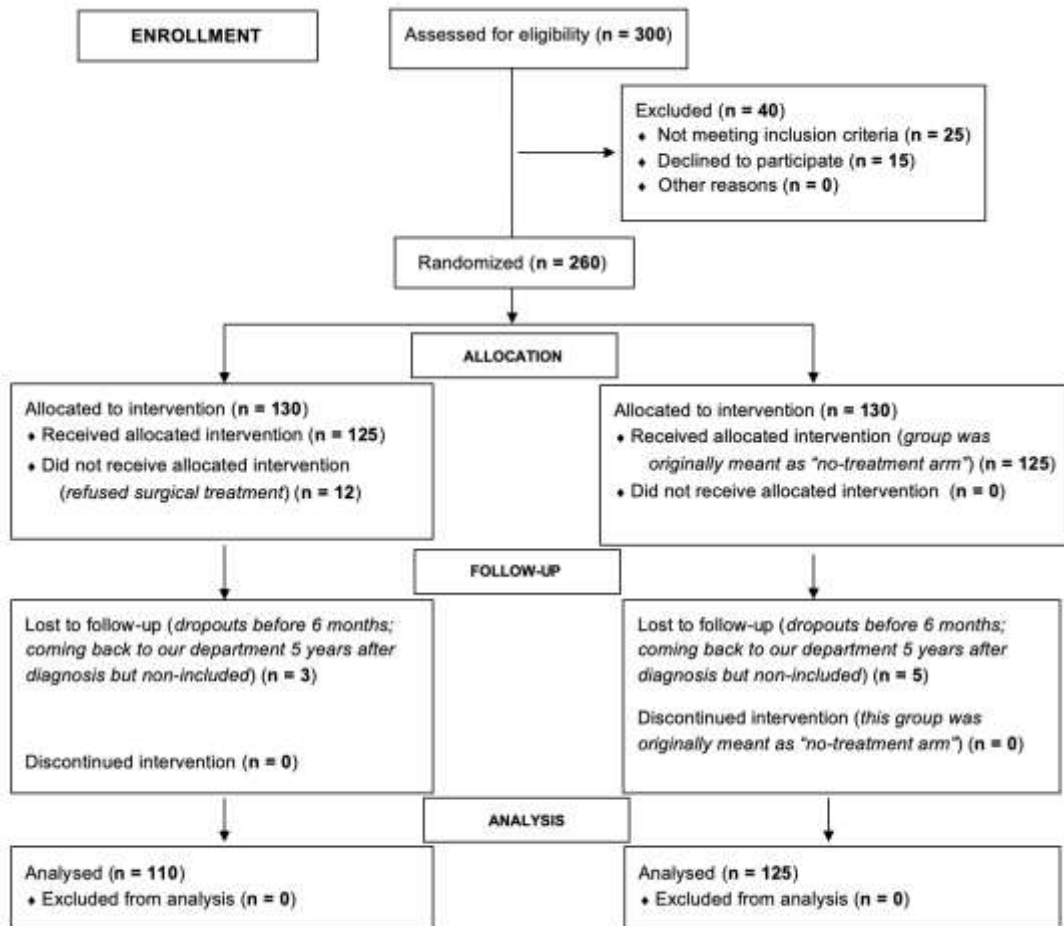 ENROLLMENT
Assessed for eligibility (n = 300)
Excluded (n = 40)
♦ Not meeting inclusion criteria (n = 25)
♦ Declined to participate (n = 15)
♦ Other reasons (n = 0)
Randomized (n = 260)
ALLOCATION
Allocated to intervention (n = 130)
♦ Received allocated intervention (n = 125)
♦ Did not receive allocated intervention
(refused surgical treatment) (n = 12)
Allocated to intervention (n = 130)
♦ Received allocated intervention (group was
originally meant as "no-treatment arm") (n = 125)
♦ Did not receive allocated intervention (n = 0)
FOLLOW-UP
Lost to follow-up (dropouts before 6 months;
coming back to our department 5 years after
diagnosis but non-included) (n = 3)
Discontinued intervention (n = 0)
Lost to follow-up (dropouts before 6 months;
coming back to our department 5 years after
diagnosis but non-included) (n = 5)
Discontinued intervention (this group was
originally meant as "no-treatment arm") (n = 0)
ANALYSIS
Analysed (n = 110)
♦ Excluded from analysis (n = 0)
Analysed (n = 125)
♦ Excluded from analysis (n = 0)